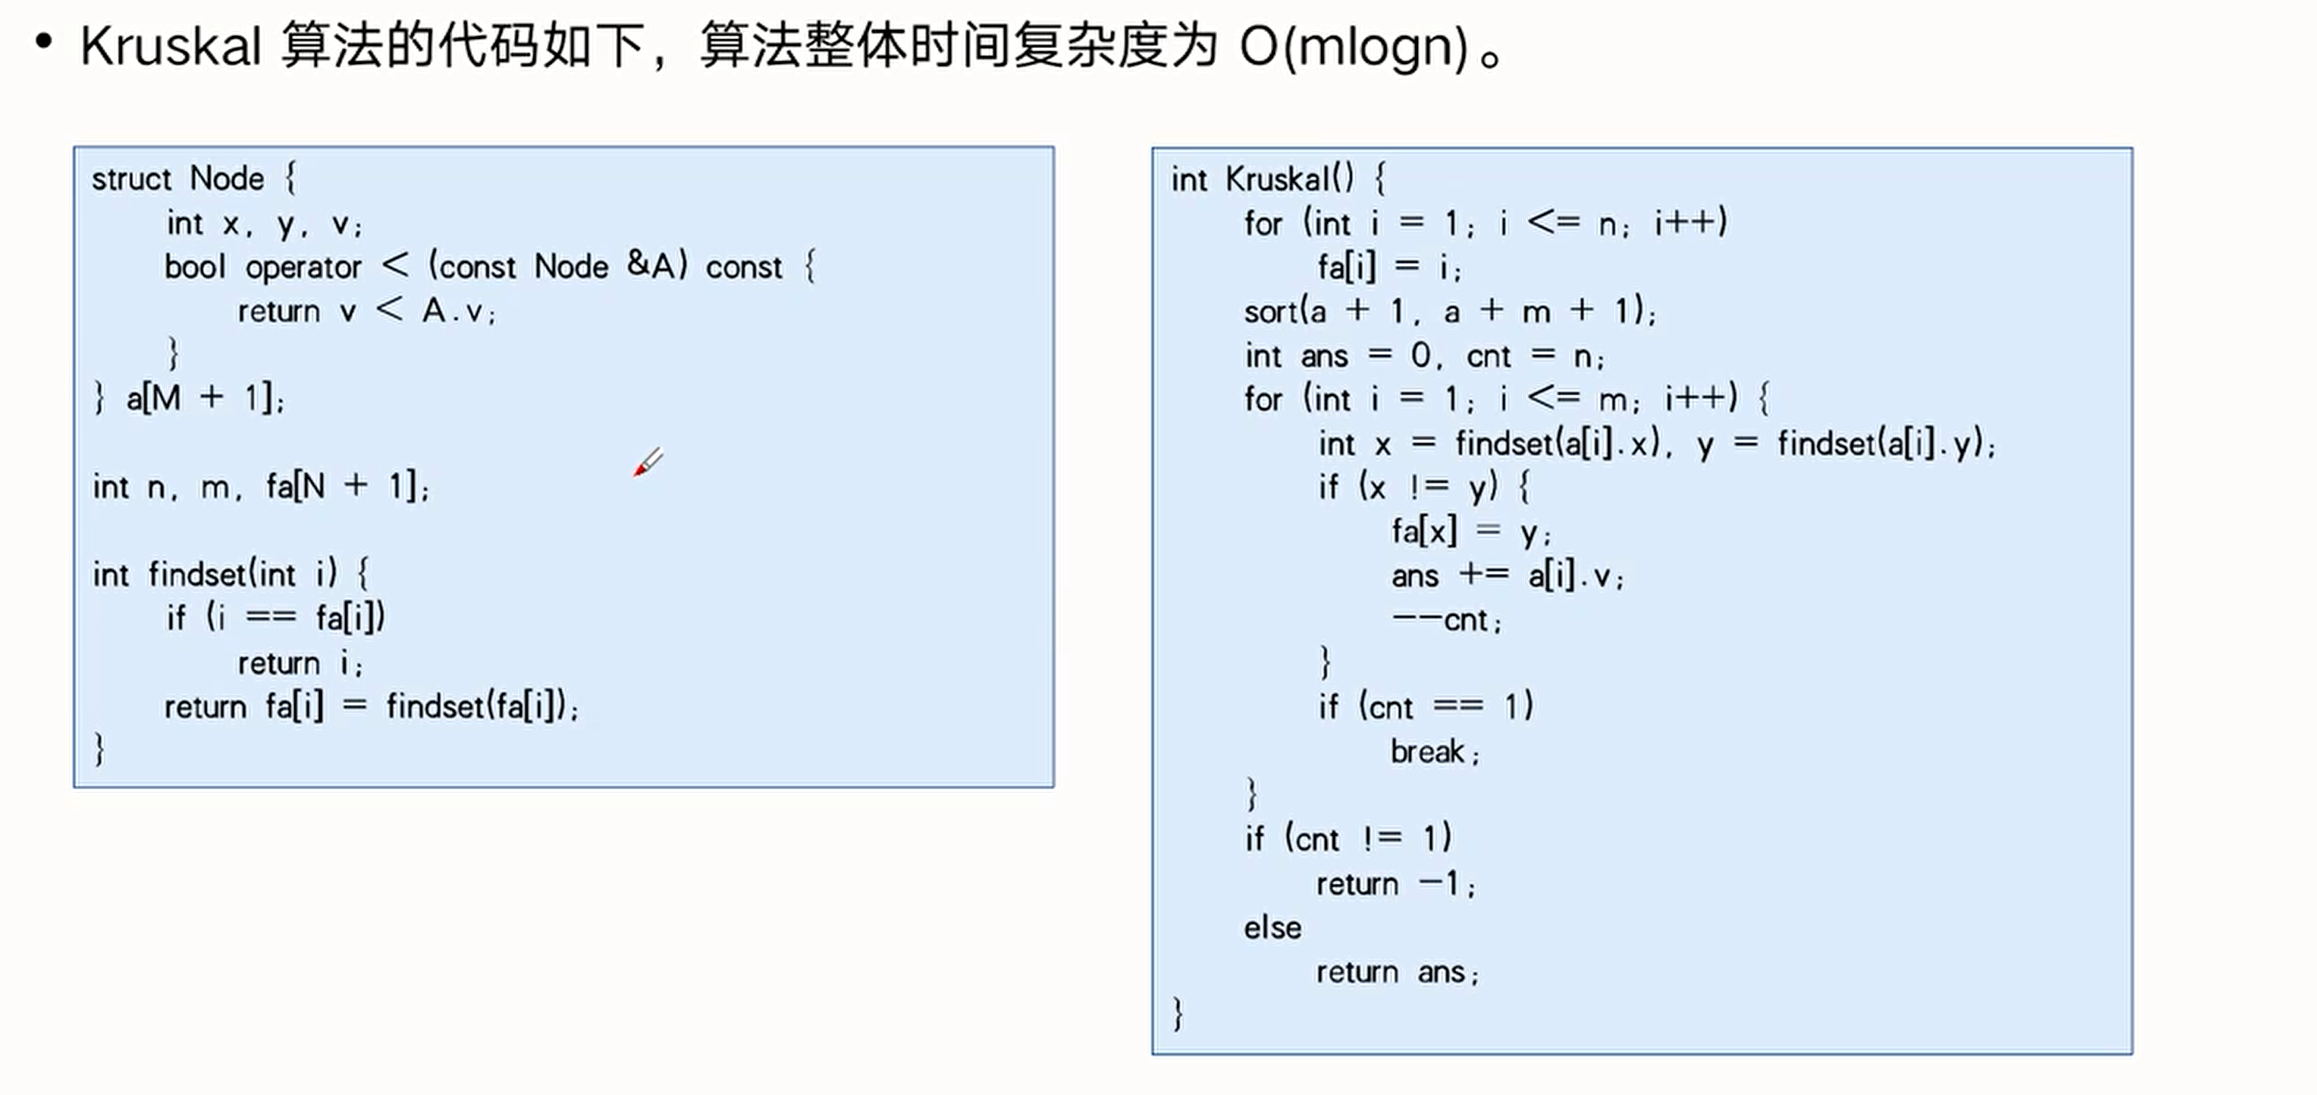 • Kruskal 算法的代码如下，算法整体时间复杂度为 O(mlogn)。
struct Node {
    int x, y, v;
    bool operator < (const Node &A) const {
        return v < A.v;
    }
} a[M + 1];

int n, m, fa[N + 1];

int findset(int i) {
    if (i == fa[i])
        return i;
    return fa[i] = findset(fa[i]);
}
int Kruskal() {
    for (int i = 1; i <= n; i++)
        fa[i] = i;
    sort(a + 1, a + m + 1);
    int ans = 0, cnt = n;
    for (int i = 1; i <= m; i++) {
        int x = findset(a[i].x), y = findset(a[i].y);
        if (x != y) {
            fa[x] = y;
            ans += a[i].v;
            --cnt;
        }
        if (cnt == 1)
            break;
    }
    if (cnt != 1)
        return -1;
    else
        return ans;
}